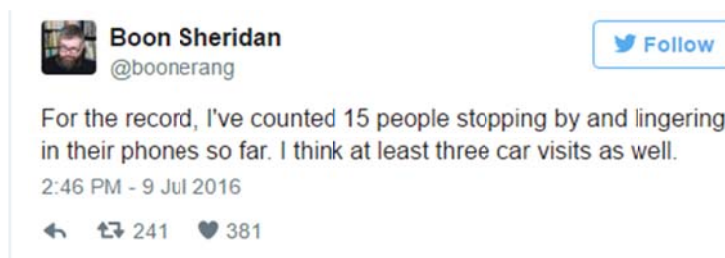 Boon Sheridan
@boonerang
Follow
For the record, I've counted 15 people stopping by and lingering
in their phones so far. I think at least three car visits as well.
2:46 PM - 9 Jul 2016
241 381